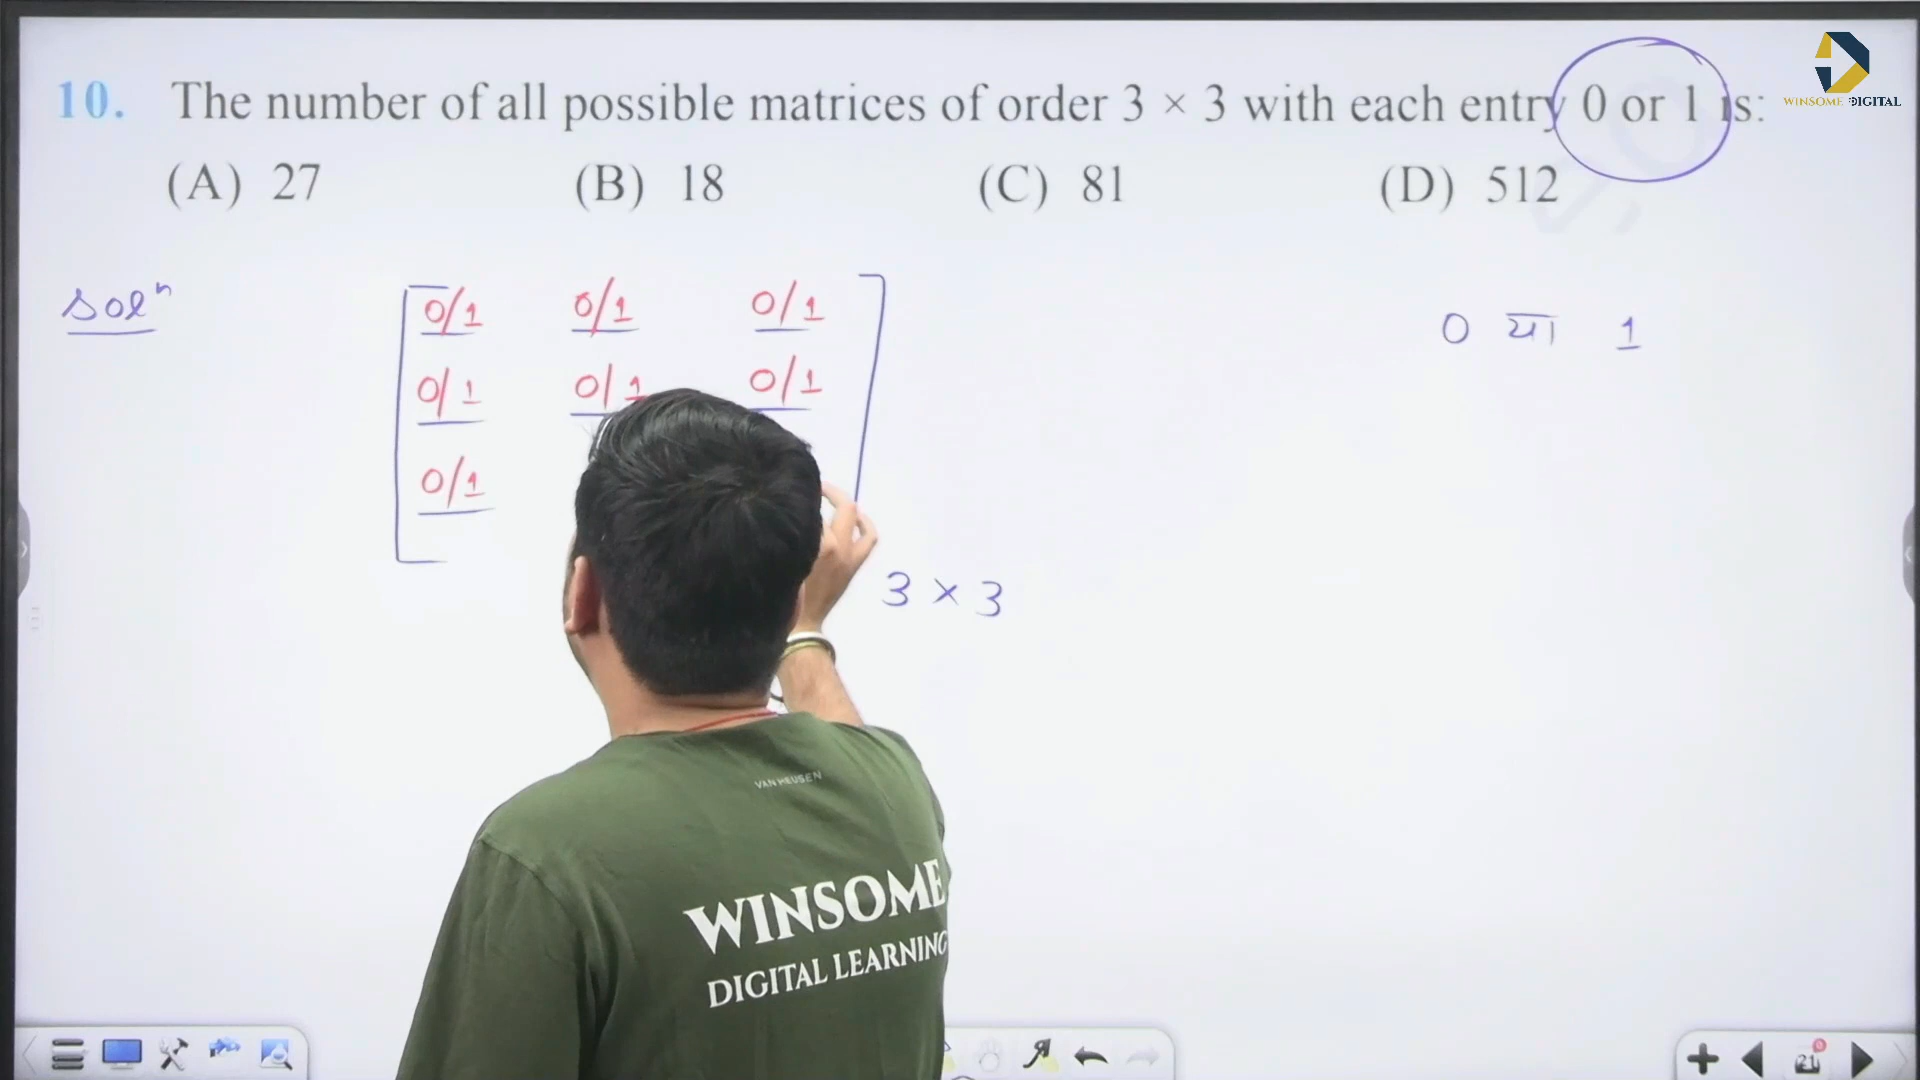 10. The number of all possible matrices of order 3 × 3 with each entry 0 or 1 is:
(A) 27 (B) 18 (C) 81 (D) 512
WINSOME DIGITAL
Solⁿ
0/1 0/1 0/1
0 या 1
0/1 0/1 0/1
0/1
3 × 3
VAN HEUSEN
WINSOME
DIGITAL LEARNING
21